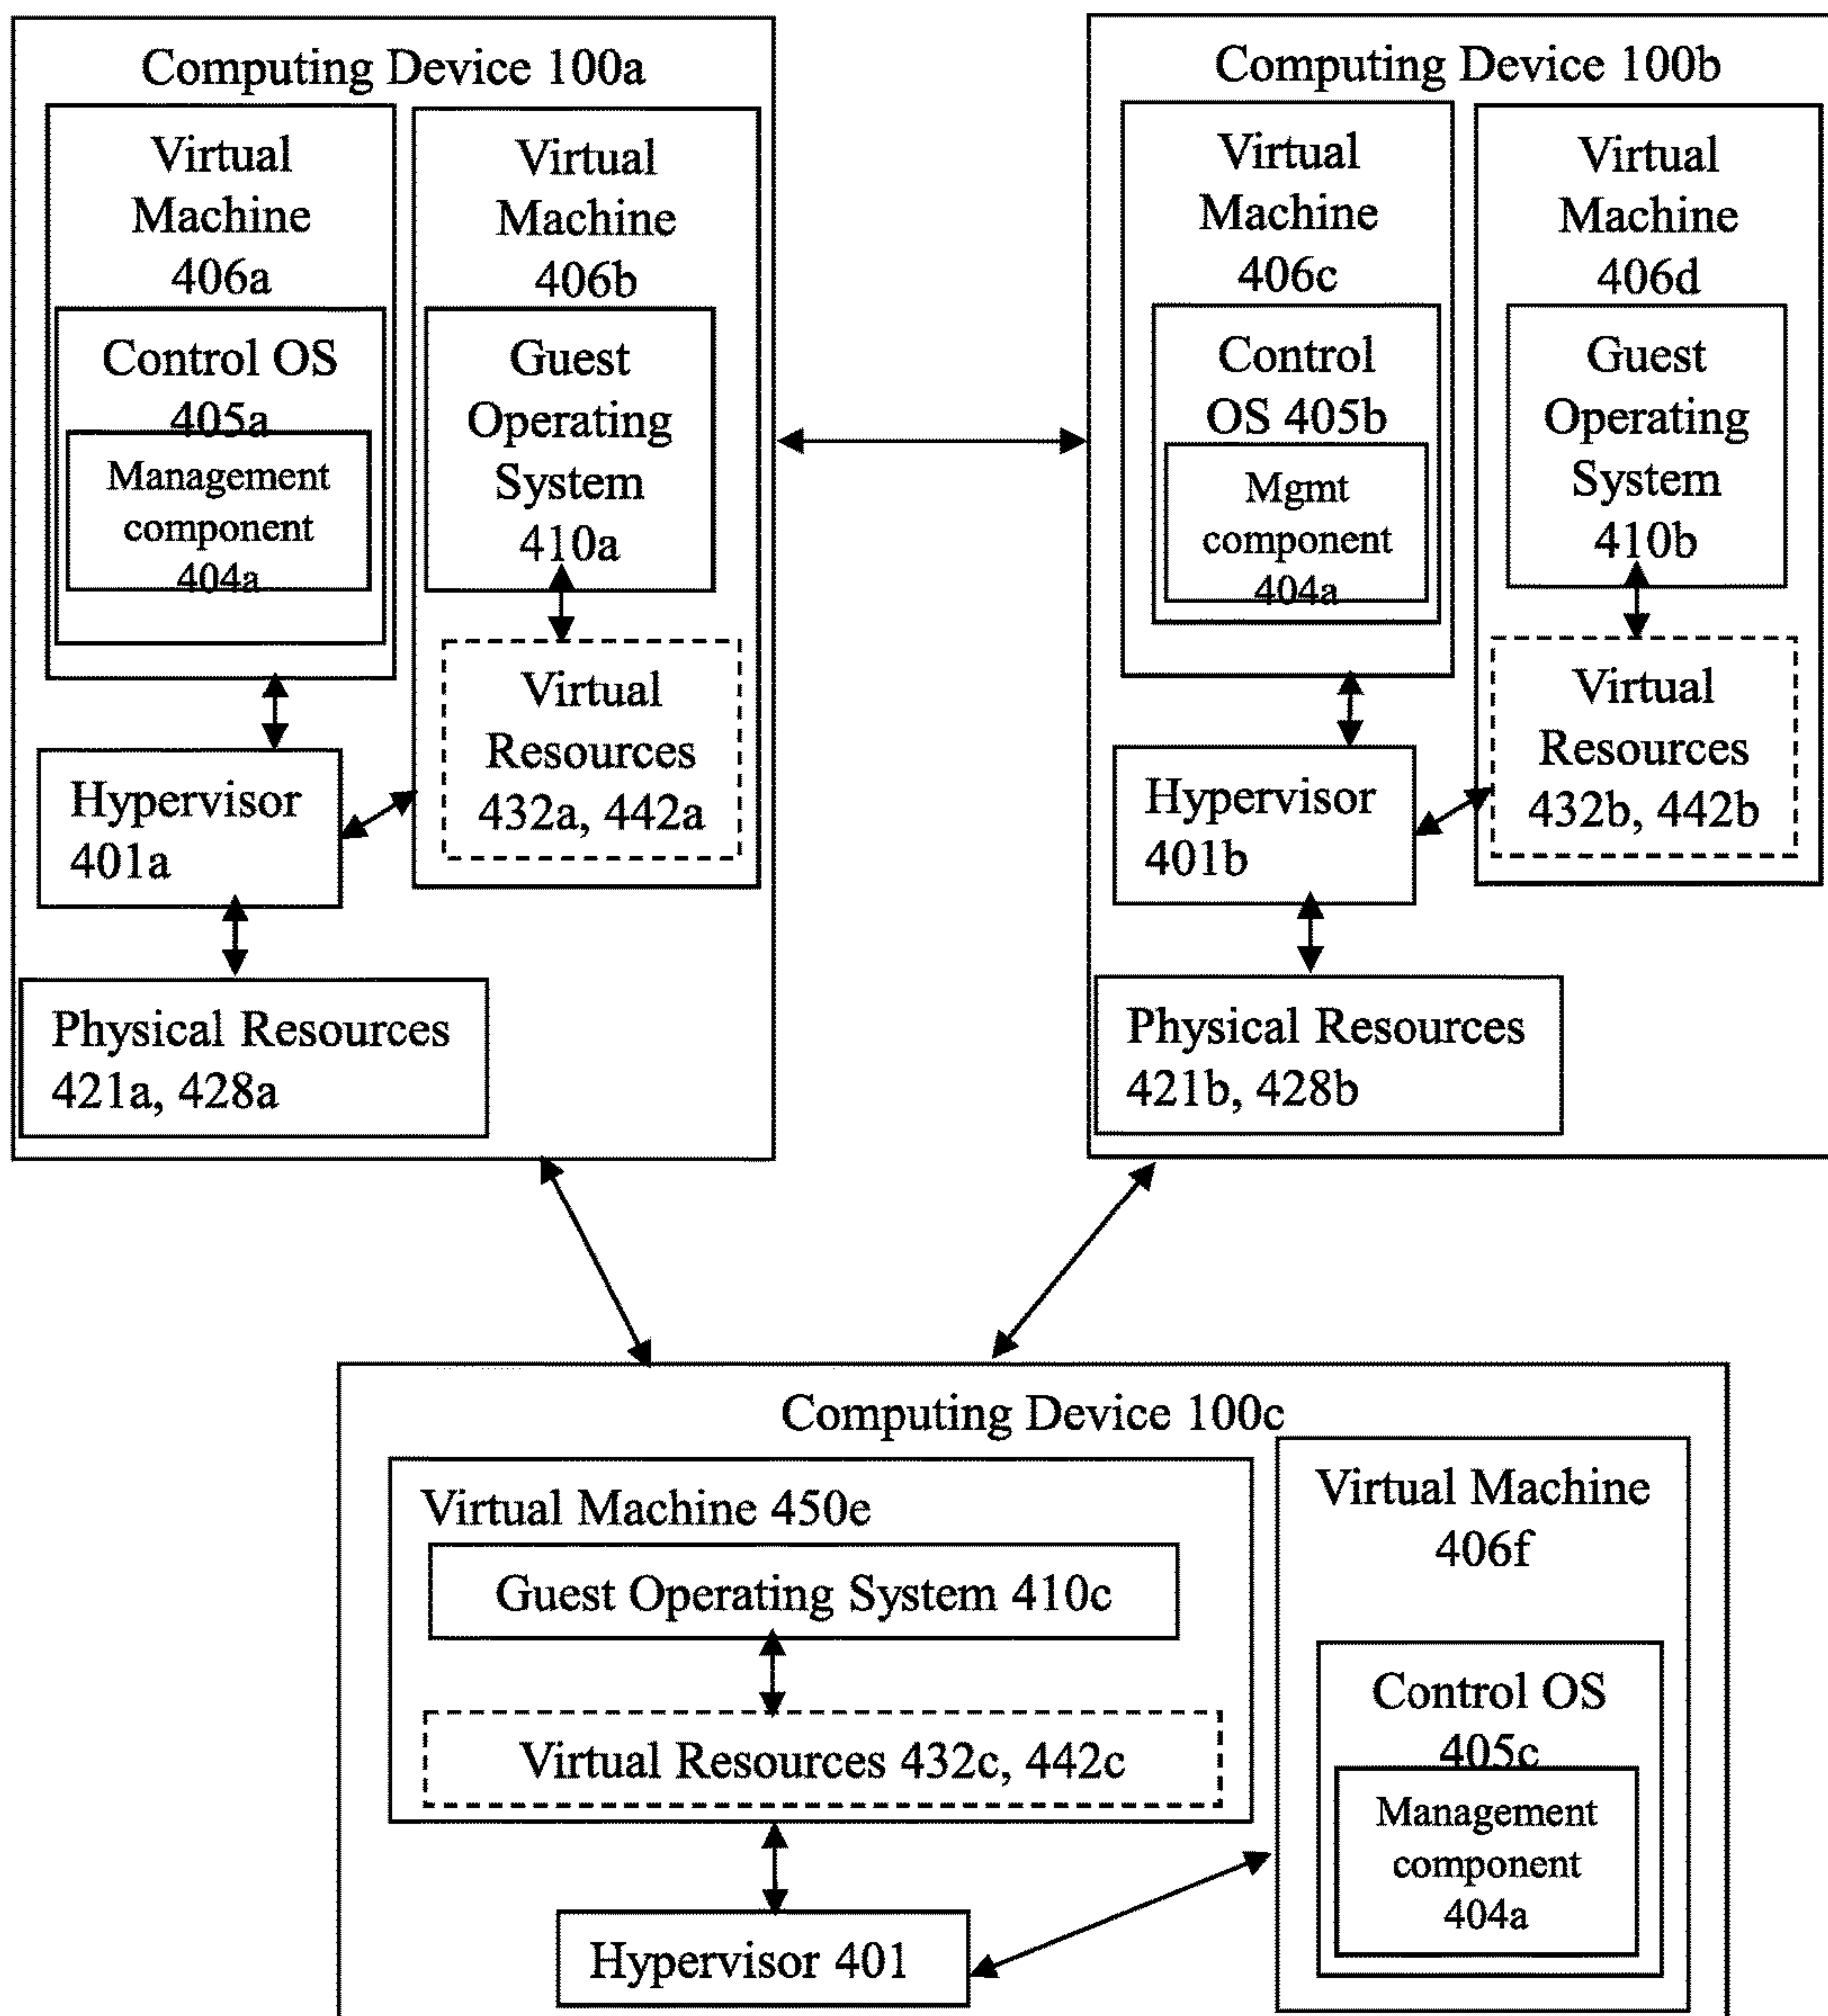 Computing Device 100a
Virtual
Machine
406a
Control OS
405a
Management
component
404a
Virtual
Machine
406b
Guest
Operating
System
410a
Virtual
Resources
432a, 442a
Hypervisor
401a
Physical Resources
421a, 428a
Computing Device 100b
Virtual
Machine
406c
Control
OS 405b
Mgmt
component
404a
Virtual
Machine
406d
Guest
Operating
System
410b
Virtual
Resources
432b, 442b
Hypervisor
401b
Physical Resources
421b, 428b
Computing Device 100c
Virtual Machine 450e
Guest Operating System 410c
Virtual Resources 432c, 442c
Hypervisor 401
Virtual Machine
406f
Control OS
405c
Management
component
404a